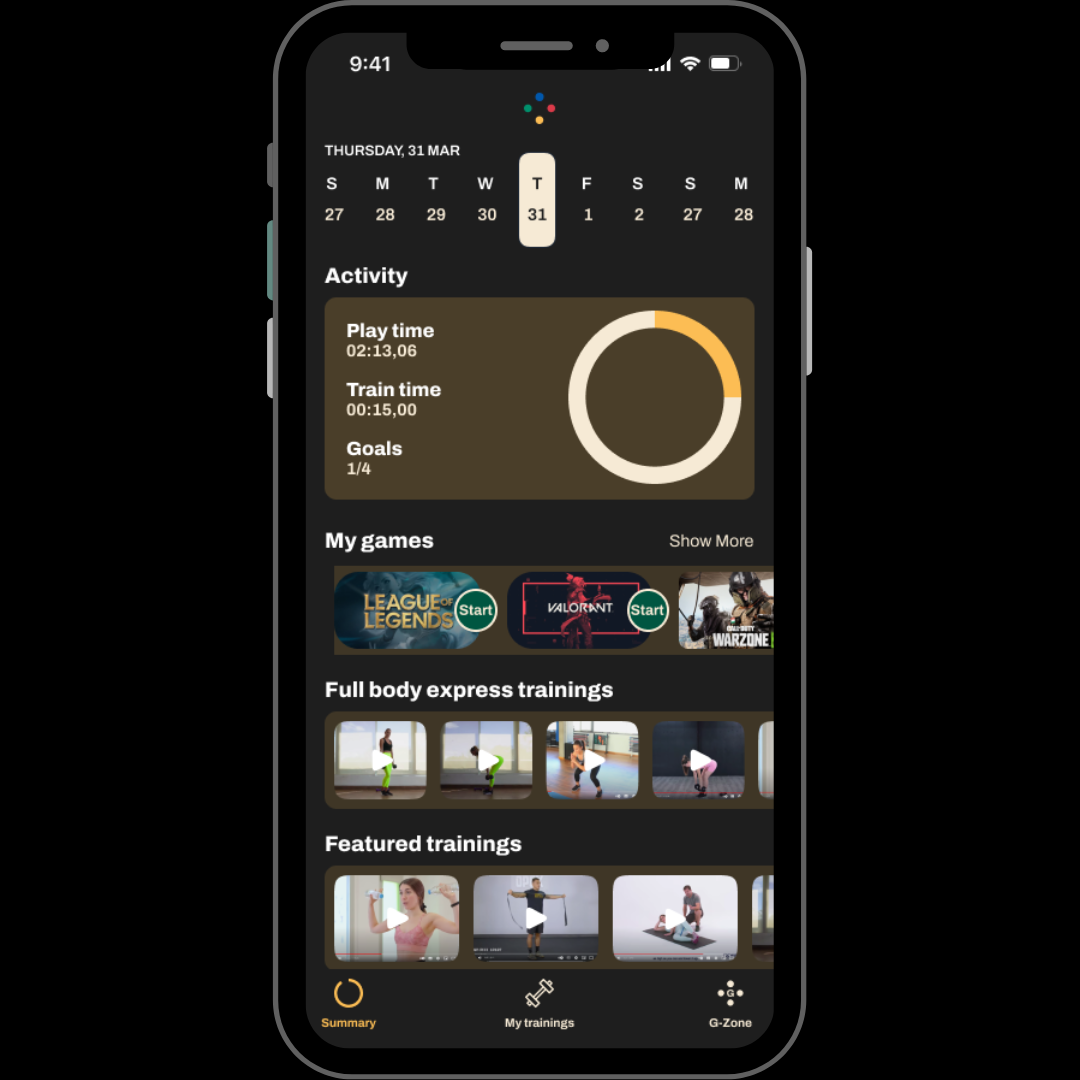 9:41
THURSDAY, 31 MAR
S M T W T F S S M
27 28 29 30 31 1 2 27 28
Activity
Play time
02:13,06
Train time
00:15,00
Goals
1/4
My games Show More
LEAGUE OF
LEGENDS
Start
VALORANT
Start
CALL OF DUTY
WARZONE
Full body express trainings
Featured trainings
Summary
My trainings
G
G-Zone